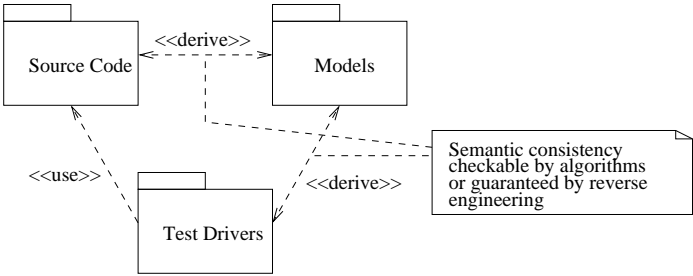 <<derive>>
Source Code
Models
Semantic consistency
checkable by algorithms
or guaranteed by reverse
engineering
<<use>>
<<derive>>
Test Drivers